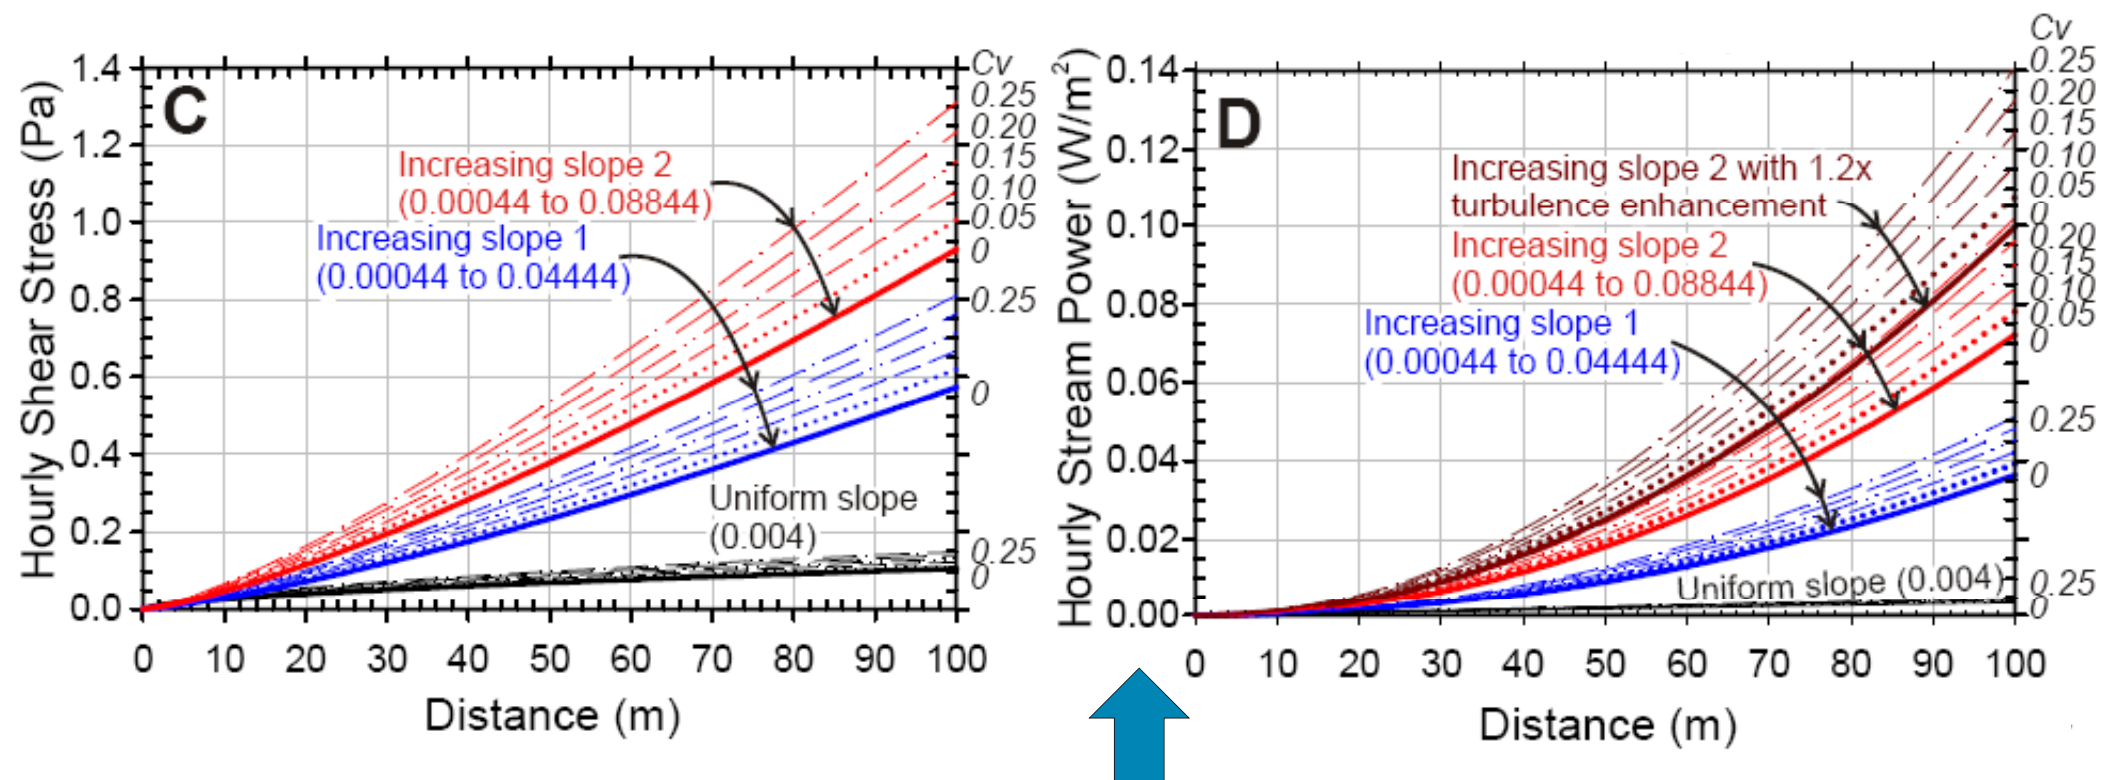 C
Hourly Shear Stress (Pa)
1.4
1.2
1.0
0.8
0.6
0.4
0.2
0.0
Increasing slope 2
(0.00044 to 0.08844)
Increasing slope 1
(0.00044 to 0.04444)
Uniform slope
(0.004)
Cv
0.25
0.20
0.15
0.10
0.05
0
0.25
0
0.25
0
0 10 20 30 40 50 60 70 80 90 100
Distance (m)
D
Hourly Stream Power (W/m²)
0.14
0.12
0.10
0.08
0.06
0.04
0.02
0.00
Increasing slope 2 with 1.2x
turbulence enhancement
Increasing slope 2
(0.00044 to 0.08844)
Increasing slope 1
(0.00044 to 0.04444)
Uniform slope (0.004)
Cv
0.25
0.20
0.15
0.10
0.05
0
0.20
0.15
0.10
0.05
0
0.25
0
0.25
0
0 10 20 30 40 50 60 70 80 90 100
Distance (m)